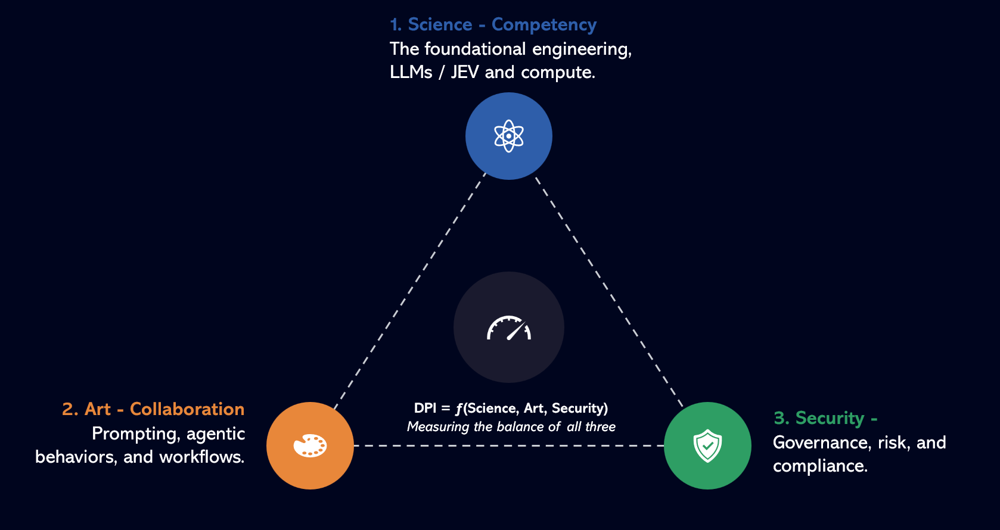 1. Science - Competency
The foundational engineering,
LLMs / JEV and compute.
DPI = ƒ(Science, Art, Security)
Measuring the balance of all three
2. Art - Collaboration
Prompting, agentic
behaviors, and workflows.
3. Security -
Governance, risk, and
compliance.